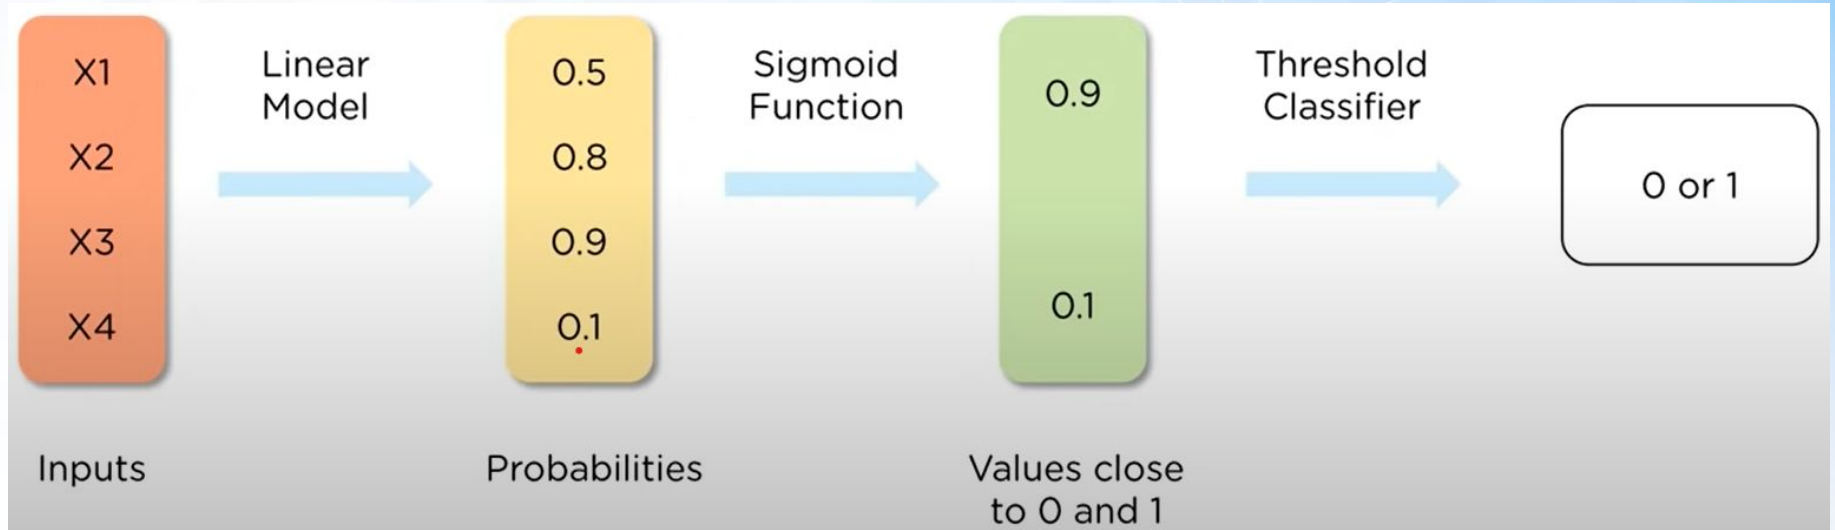 X1
X2
X3
X4
Inputs
Linear
Model
0.5
0.8
0.9
0.1
Probabilities
Sigmoid
Function
0.9
0.1
Values close
to 0 and 1
Threshold
Classifier
0 or 1